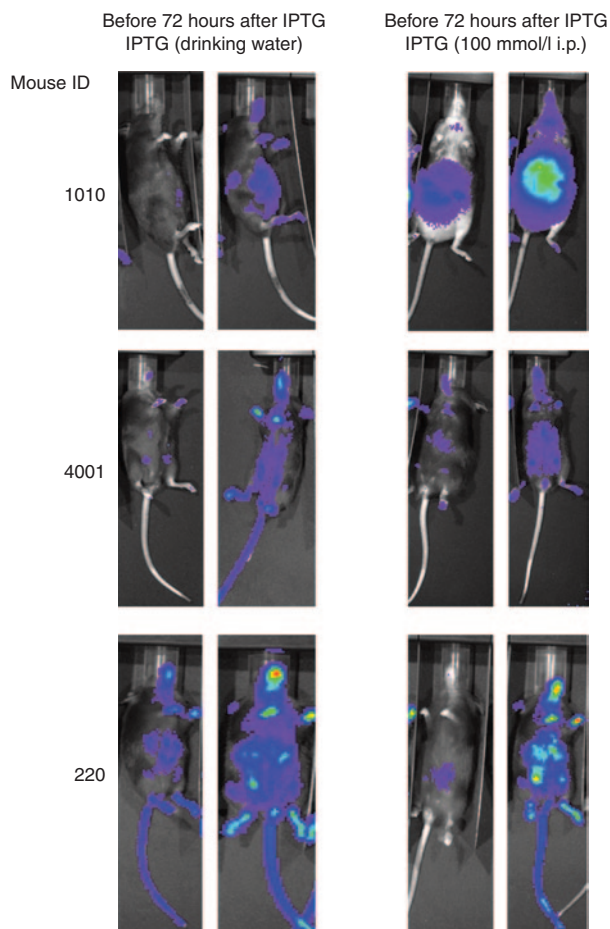 Before 72 hours after IPTG
IPTG (drinking water)
Before 72 hours after IPTG
IPTG (100 mmol/l i.p.)
Mouse ID
1010
4001
220